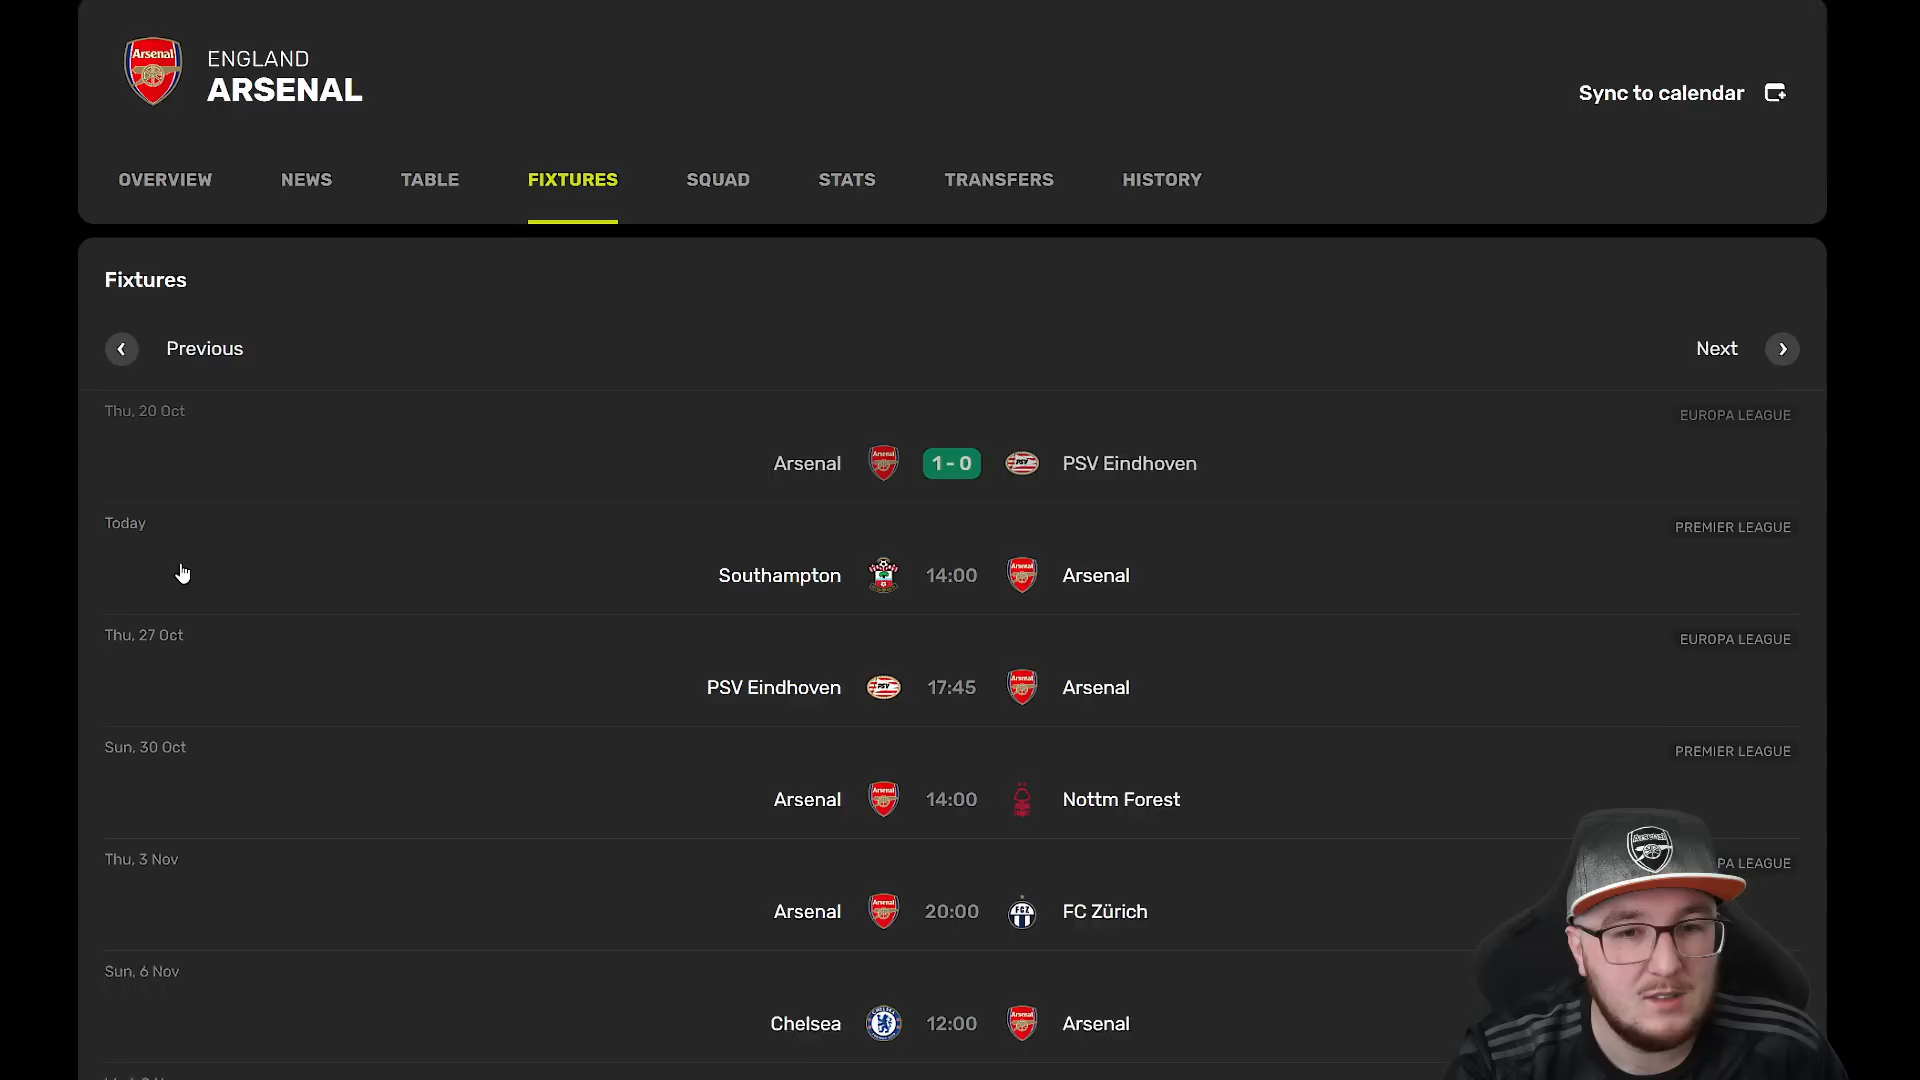 Arsenal
ENGLAND
ARSENAL
Sync to calendar
OVERVIEW NEWS TABLE FIXTURES SQUAD STATS TRANSFERS HISTORY
Fixtures
Previous Next
Thu, 20 Oct EUROPA LEAGUE
Arsenal 1 - 0 PSV Eindhoven
Today PREMIER LEAGUE
Southampton 14:00 Arsenal
Thu, 27 Oct EUROPA LEAGUE
PSV Eindhoven 17:45 Arsenal
Sun, 30 Oct PREMIER LEAGUE
Arsenal 14:00 Nottm Forest
Thu, 3 Nov PA LEAGUE
Arsenal 20:00 FC Zürich
Sun, 6 Nov
Chelsea 12:00 Arsenal